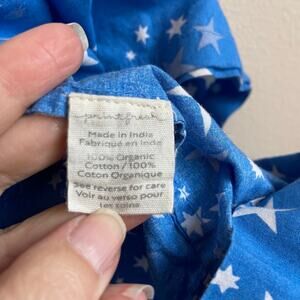 printfresh
Made in India
Fabriqué en Inde
100% Organic
Cotton / 100%
Coton Organique
See reverse for care
Voir au verso pour
les soins